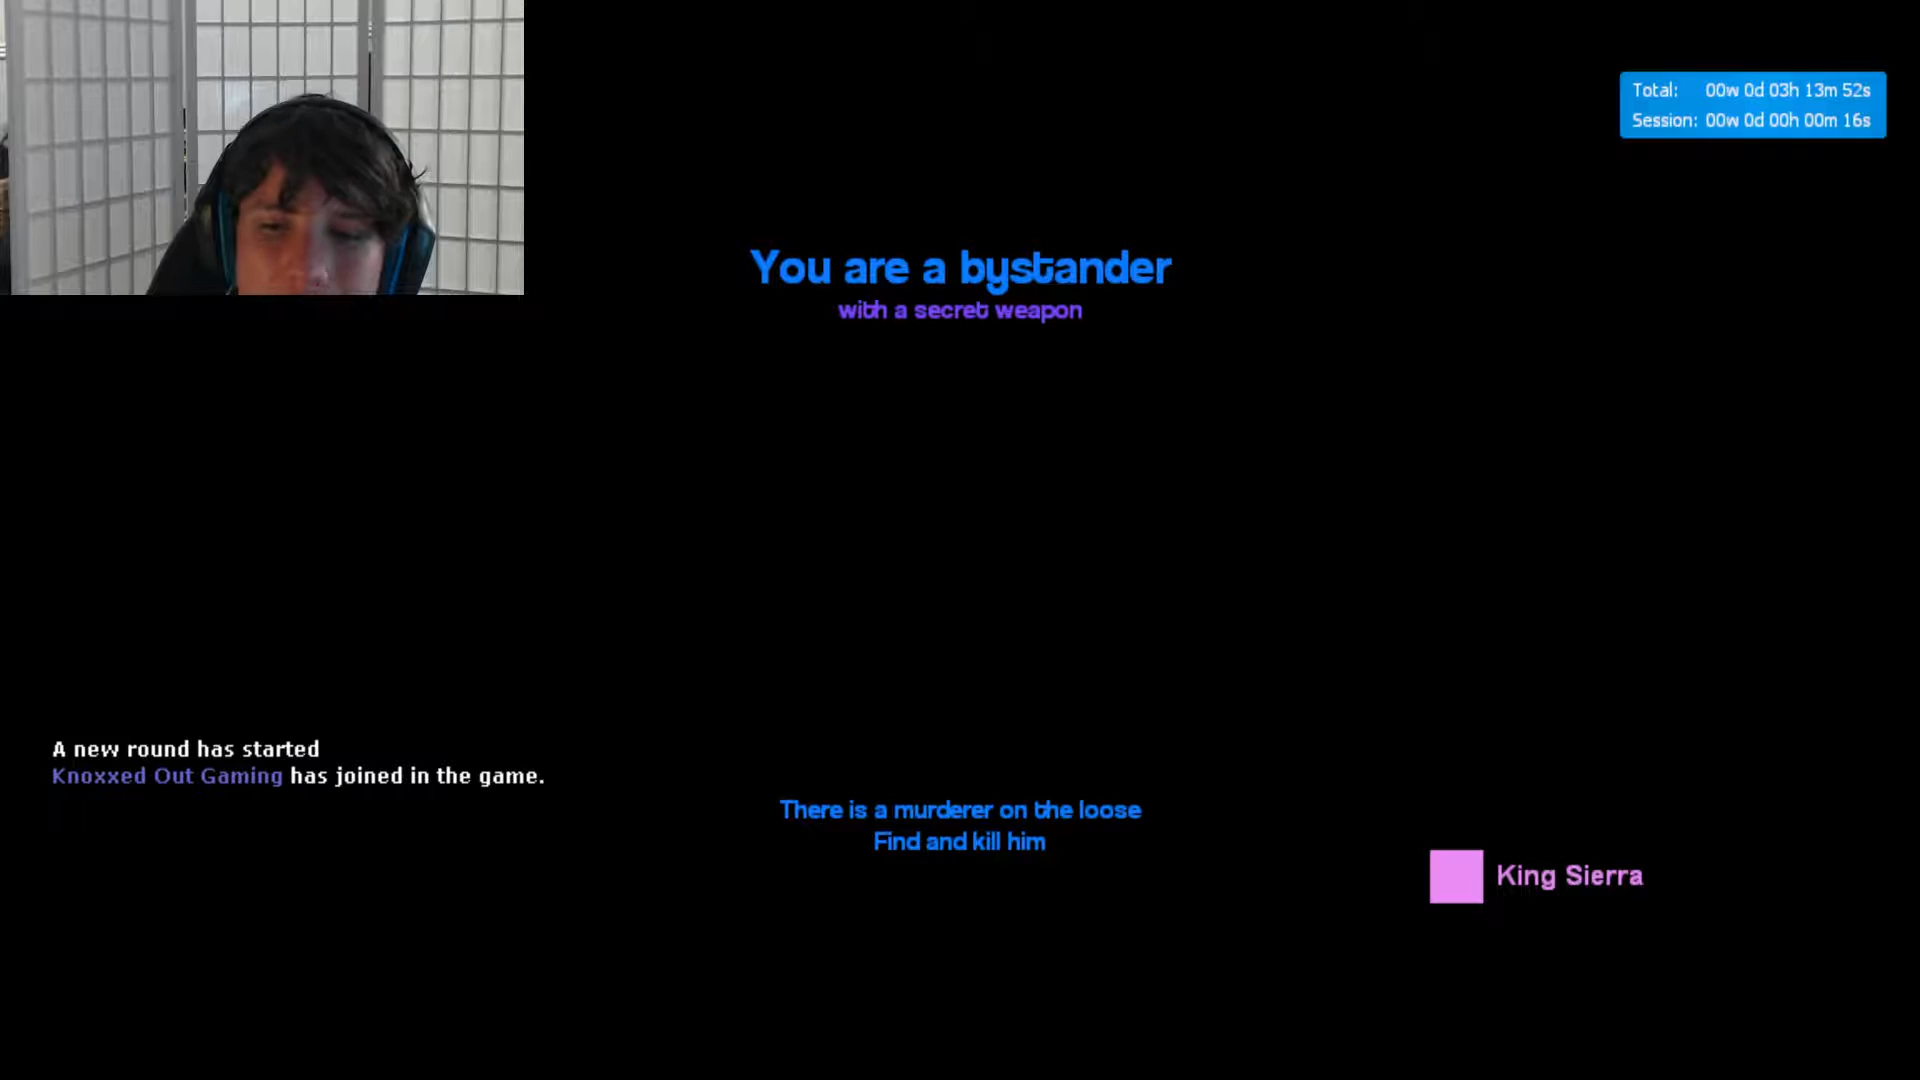 Total: 00w 0d 03h 13m 52s
Session: 00w 0d 00h 00m 16s
You are a bystander
with a secret weapon
A new round has started
Knoxxed Out Gaming has joined in the game.
There is a murderer on the loose
Find and kill him
King Sierra